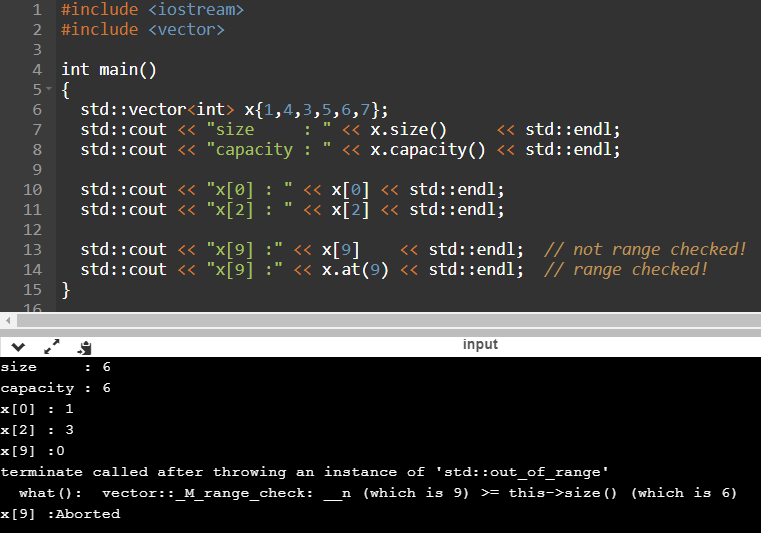 1 #include <iostream>
2 #include <vector>
3
4 int main()
5 {
6   std::vector<int> x{1,4,3,5,6,7};
7   std::cout << "size     : " << x.size()     << std::endl;
8   std::cout << "capacity : " << x.capacity() << std::endl;
9
10   std::cout << "x[0] : " << x[0] << std::endl;
11   std::cout << "x[2] : " << x[2] << std::endl;
12
13   std::cout << "x[9] :" << x[9]    << std::endl;  // not range checked!
14   std::cout << "x[9] :" << x.at(9) << std::endl;  // range checked!
15 }
16
input
size     : 6
capacity : 6
x[0] : 1
x[2] : 3
x[9] :0
terminate called after throwing an instance of 'std::out_of_range'
  what():  vector::_M_range_check: __n (which is 9) >= this->size() (which is 6)
x[9] :Aborted